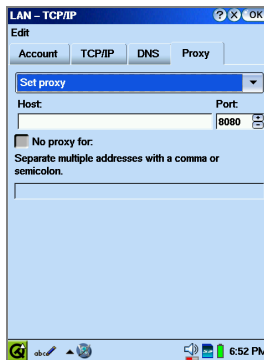 LAN – TCP/IP ? X OK
Edit
Account TCP/IP DNS Proxy
Set proxy
Host: Port:
8080
No proxy for:
Separate multiple addresses with a comma or
semicolon.
abc 6:52 PM